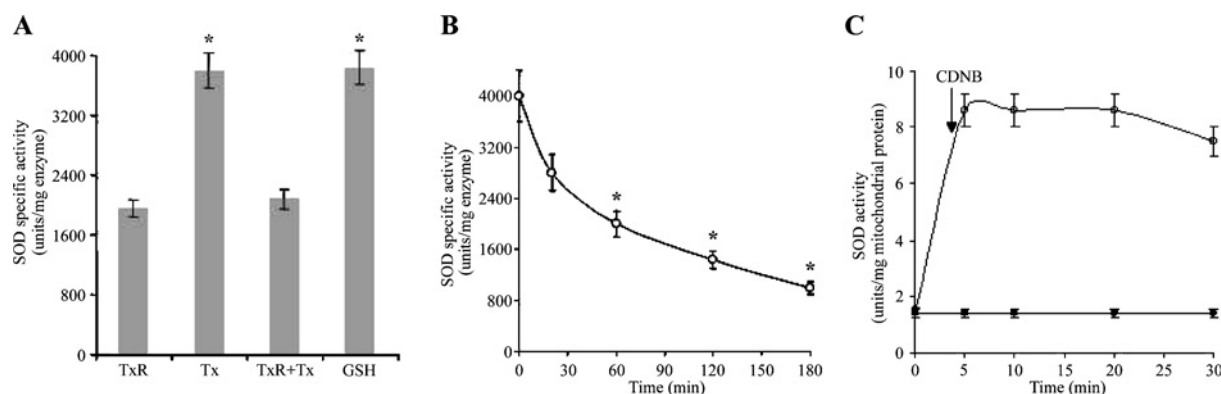 A
SOD specific activity
(units/mg enzyme)
4000
3200
2400
1600
800
0
*
*
TxR
Tx
TxR+Tx
GSH
B
SOD specific activity
(units/mg enzyme)
4000
3200
2400
1600
800
0
*
*
*
0
30
60
90
120
150
180
Time (min)
C
SOD activity
(units/mg mitochondrial protein)
10
8
6
4
2
0
CDNB
0
5
10
15
20
25
30
Time (min)